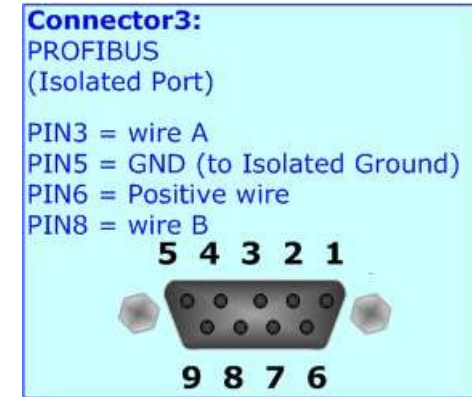 Connector3:
PROFIBUS
(Isolated Port)
PIN3 = wire A
PIN5 = GND (to Isolated Ground)
PIN6 = Positive wire
PIN8 = wire B
5 4 3 2 1
9 8 7 6